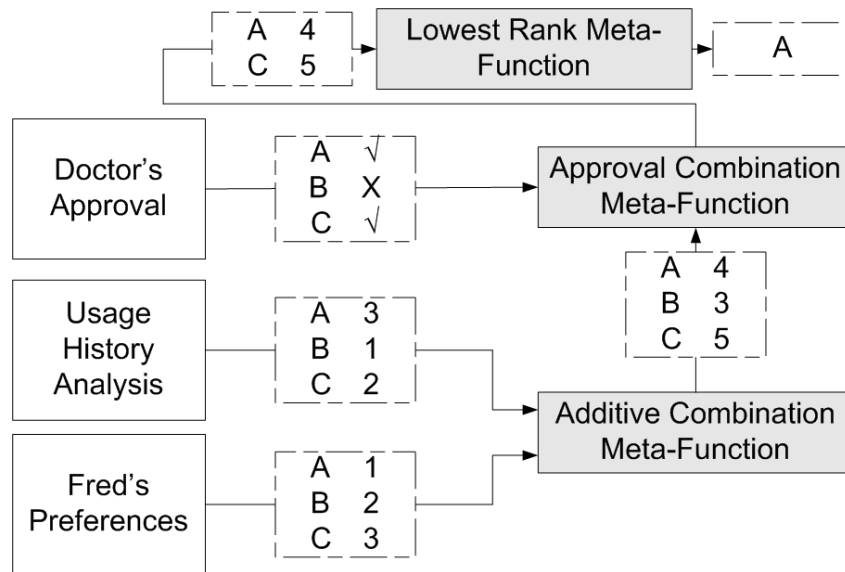 A 4
C 5
Lowest Rank Meta-
Function
A
Doctor's
Approval
A √
B X
C √
Approval Combination
Meta-Function
A 4
B 3
C 5
Usage
History
Analysis
A 3
B 1
C 2
Additive Combination
Meta-Function
Fred's
Preferences
A 1
B 2
C 3